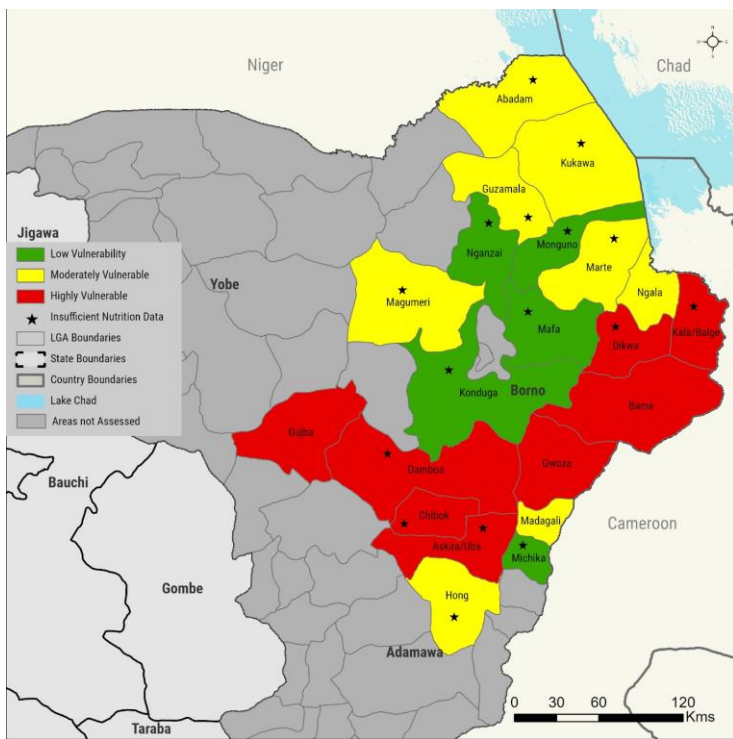 Niger
Chad
N
W
E
S
Abadam
Kukawa
Guzamala
Jigawa
Nganzai
Monguno
Low Vulnerability
Moderately Vulnerable
Highly Vulnerable
Insufficient Nutrition Data
LGA Boundaries
State Boundaries
Country Boundaries
Lake Chad
Areas not Assessed
Marte
Yobe
Magumeri
Ngala
Mafa
Dikwa
Kala/Balge
Konduga
Borno
Bama
Gujba
Damboa
Gwoza
Bauchi
Chibok
Madagali
Cameroon
Askira/Uba
Michika
Gombe
Hong
Adamawa
Taraba
0 30 60 120
Kms